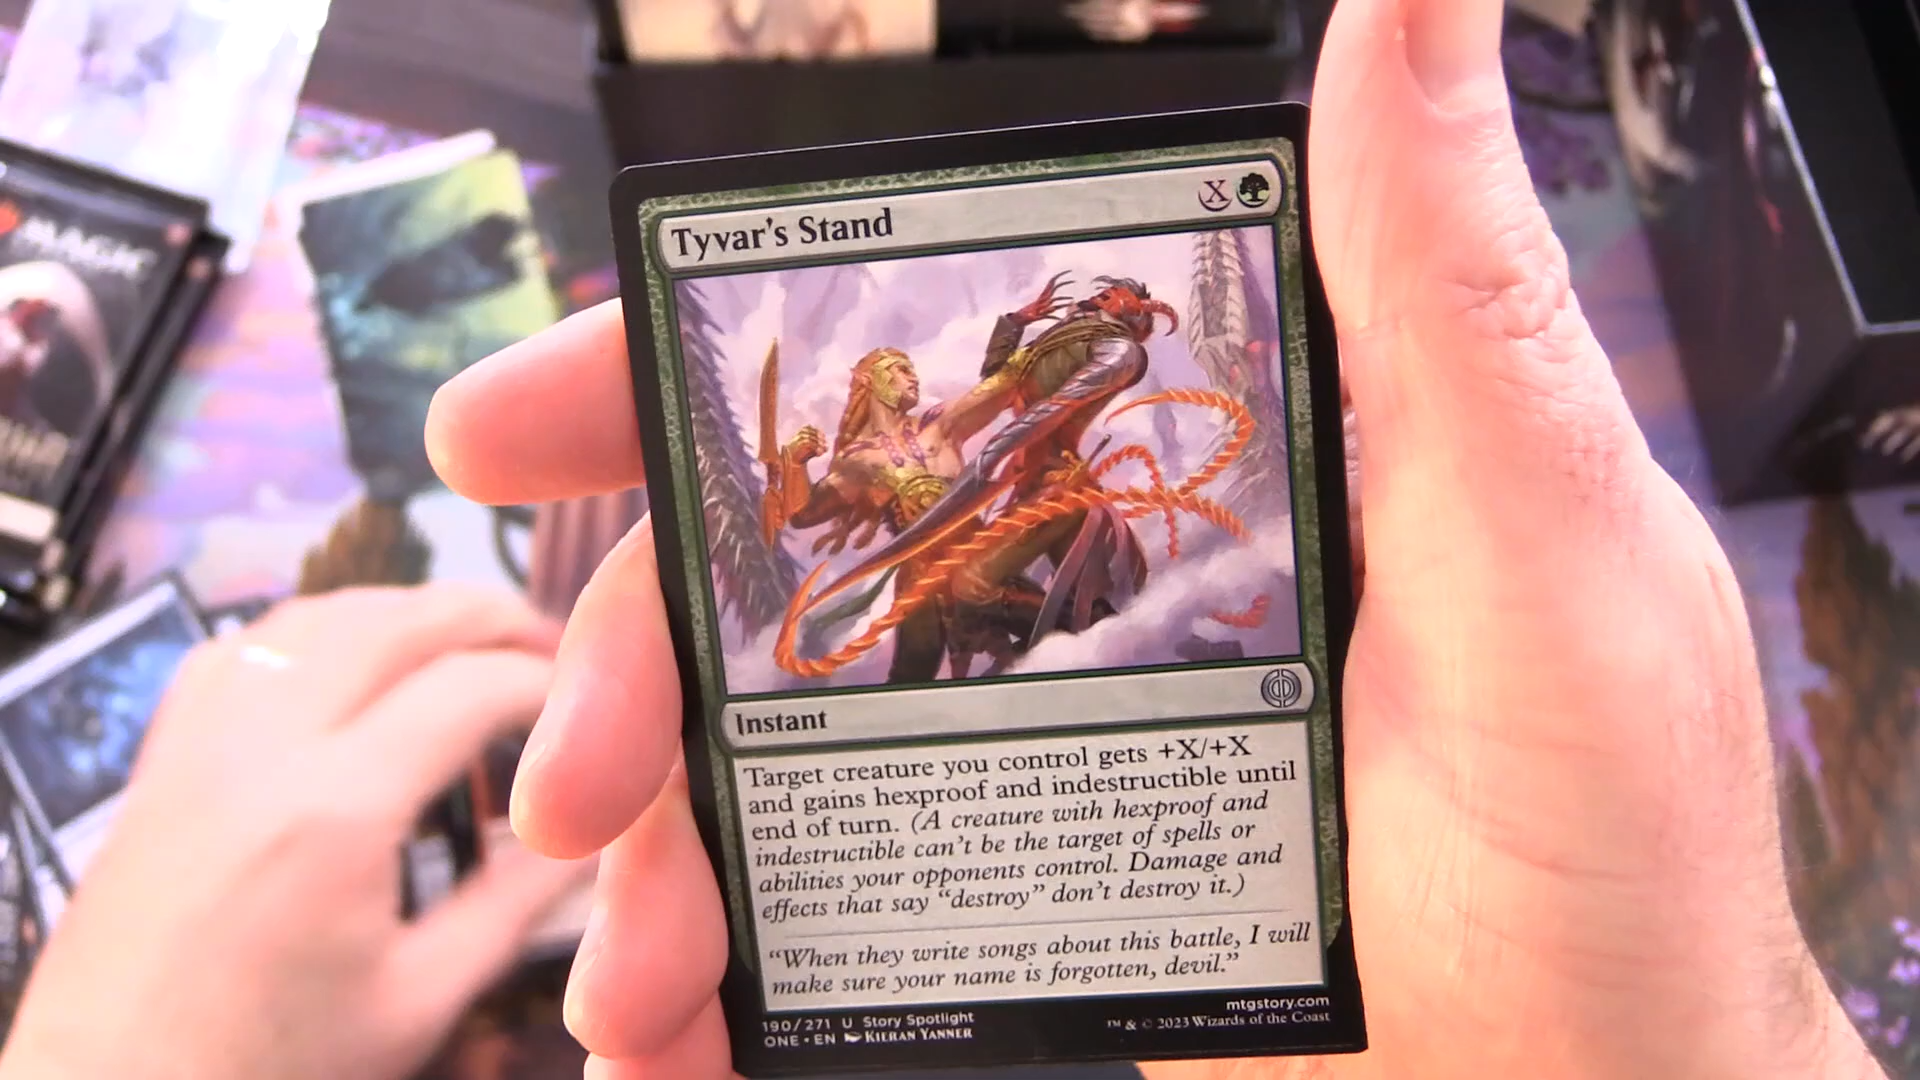 MAGIC
Tyvar's Stand
X
Instant
Target creature you control gets +X/+X
and gains hexproof and indestructible until
end of turn. (A creature with hexproof and
indestructible can't be the target of spells or
abilities your opponents control. Damage and
effects that say "destroy" don't destroy it.)
"When they write songs about this battle, I will
make sure your name is forgotten, devil."
mtgstory.com
190/271 U Story Spotlight
ONE • EN KIERAN YANNER
™ & © 2023 Wizards of the Coast